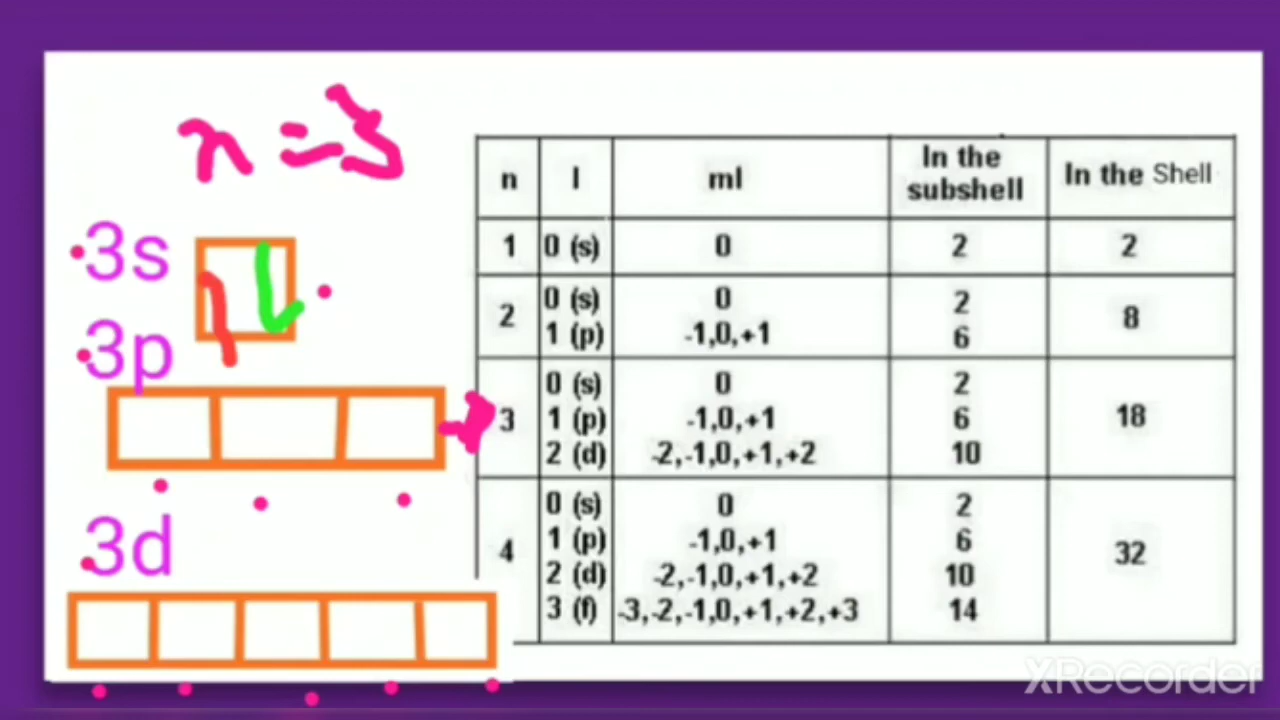 n = 3
3s
3p
3d
n l ml In the subshell In the Shell
1 0 (s) 0 2 2
2 0 (s) 0 2 8
1 (p) -1,0,+1 6
3 0 (s) 0 2 18
1 (p) -1,0,+1 6
2 (d) -2,-1,0,+1,+2 10
4 0 (s) 0 2 32
1 (p) -1,0,+1 6
2 (d) -2,-1,0,+1,+2 10
3 (f) -3,-2,-1,0,+1,+2,+3 14
XRecorder